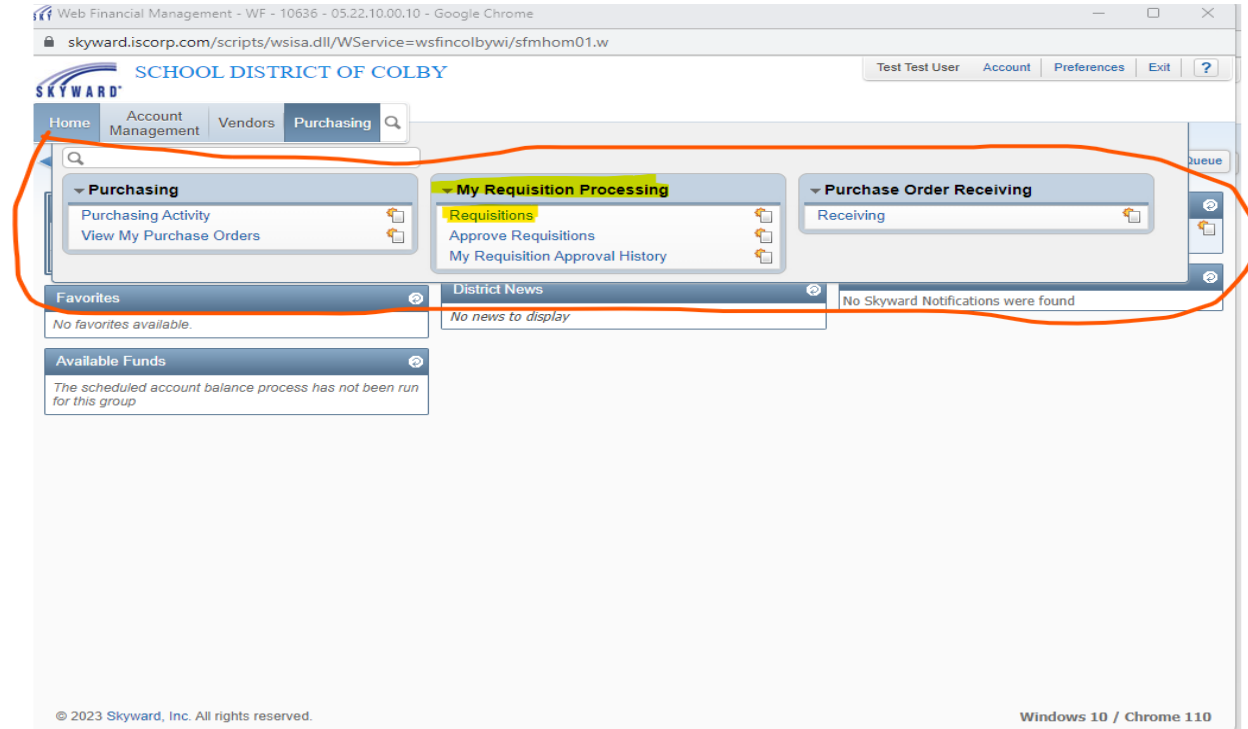 Web Financial Management - WF - 10636 - 05.22.10.00.10 - Google Chrome
skyward.iscorp.com/scripts/wsisa.dll/WService=wsfincolbywi/sfmhom01.w
SKYWARD
SCHOOL DISTRICT OF COLBY
Test Test User Account Preferences Exit ?
Home Account Management Vendors Purchasing
Queue
Purchasing
Purchasing Activity
View My Purchase Orders
My Requisition Processing
Requisitions
Approve Requisitions
My Requisition Approval History
Purchase Order Receiving
Receiving
Favorites
No favorites available.
District News
No news to display
No Skyward Notifications were found
Available Funds
The scheduled account balance process has not been run
for this group
© 2023 Skyward, Inc. All rights reserved.
Windows 10 / Chrome 110